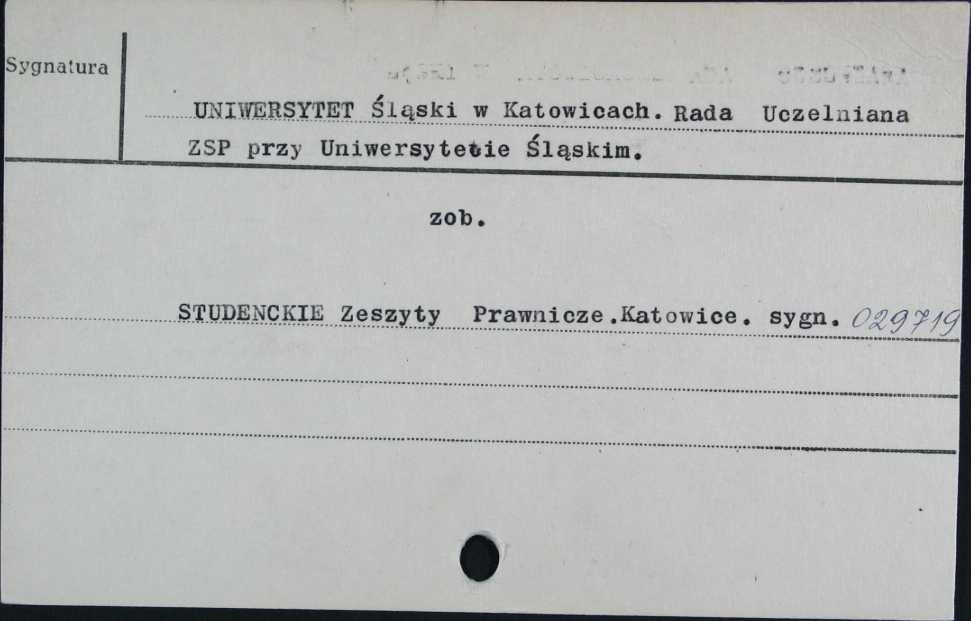 Sygnatura
UNIWERSYTET Śląski w Katowicach. Rada Uczelniana
ZSP przy Uniwersytetie Śląskim.
zob.
STUDENCKIE Zeszyty Prawnicze.Katowice. sygn. 029719